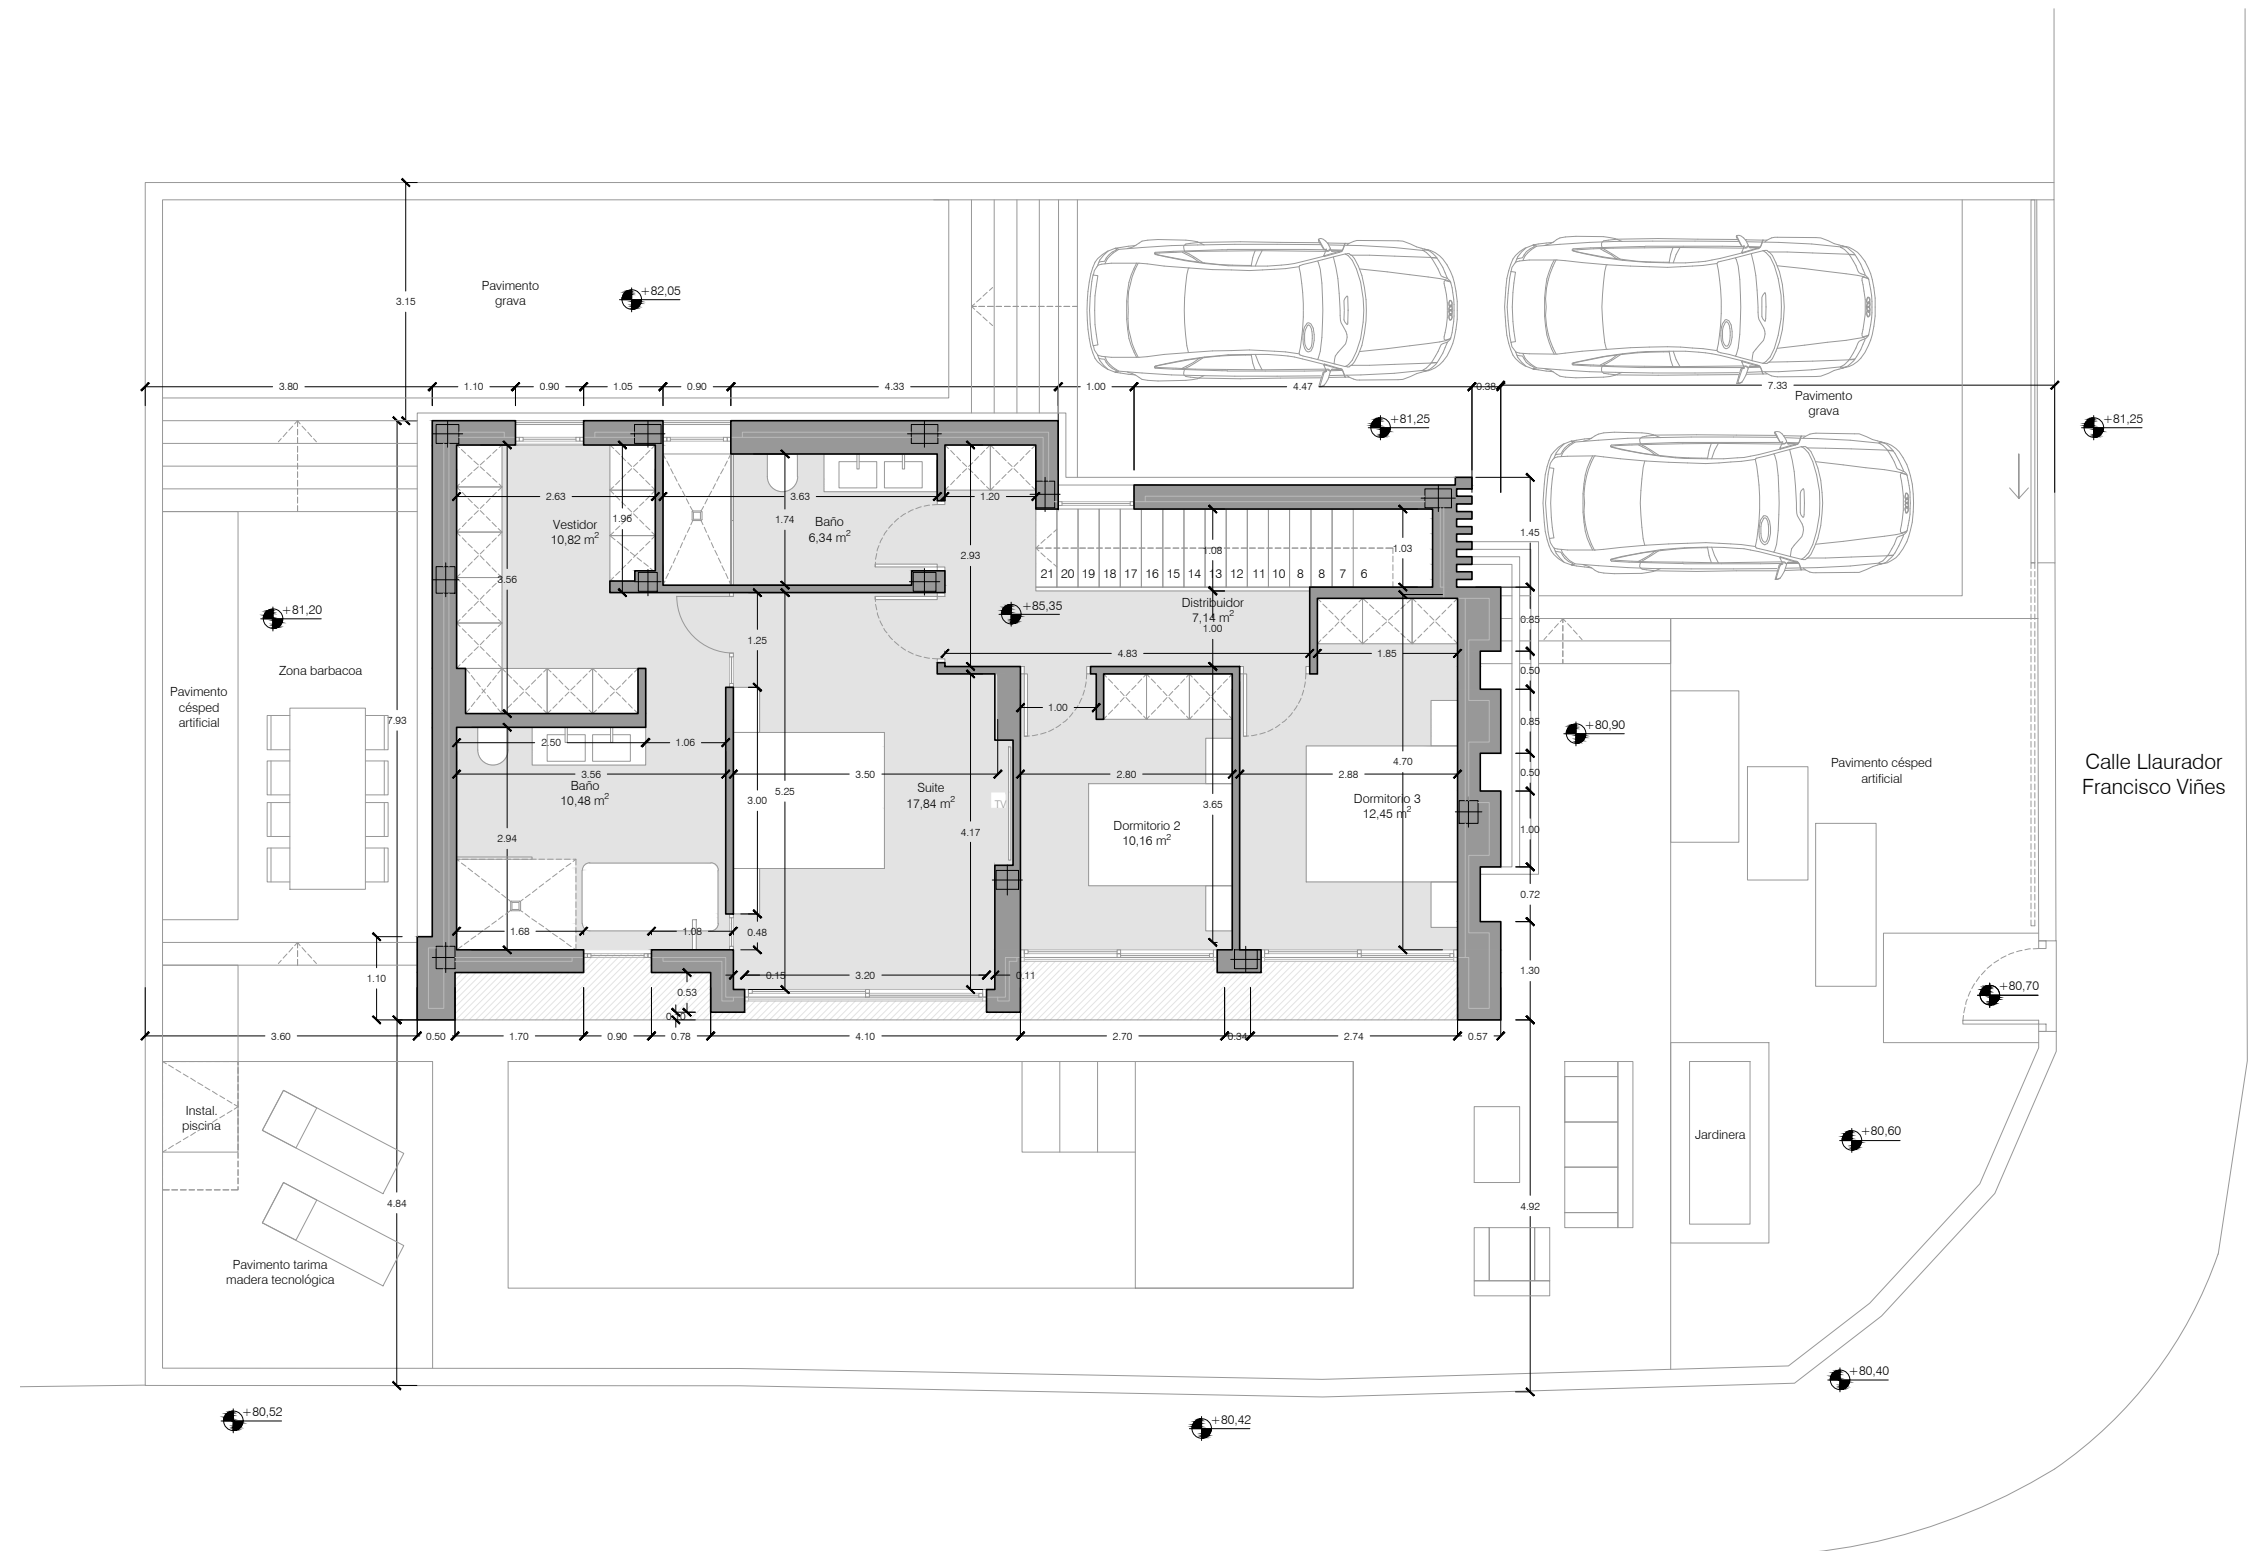 Pavimento
grava
+82,05
3.15
3.80
1.10
0.90
1.05
0.90
4.33
1.00
4.47
0.38
7.33
Pavimento
grava
+81,25
+81,25
2.63
3.63
1.20
1.96
1.74
Vestidor
10,82 m²
Baño
6,34 m²
2.93
1.08
1.03
1.45
3.56
21 20 19 18 17 16 15 14 13 12 11 10 8 8 7 6
+81,20
+85,35
Distribuidor
7,14 m²
1.00
0.85
1.25
4.83
1.85
Zona barbacoa
0.50
Pavimento
césped
artificial
7.93
1.00
0.85
+80,90
2.50
1.06
3.56
3.50
2.80
2.88
4.70
0.50
Pavimento césped
artificial
Calle Llaurador
Francisco Viñes
Baño
10,48 m²
3.00
5.25
Suite
17,84 m²
TV
3.65
Dormitorio 3
12,45 m²
Dormitorio 2
10,16 m²
2.94
4.17
1.00
0.72
1.68
1.08
0.48
1.10
0.15
3.20
0.11
1.30
0.53
+80,70
3.60
0.50
1.70
0.90
0.78
4.10
2.70
0.34
2.74
0.57
Instal.
piscina
Jardinera
+80,60
4.84
4.92
Pavimento tarima
madera tecnológica
+80,40
+80,52
+80,42